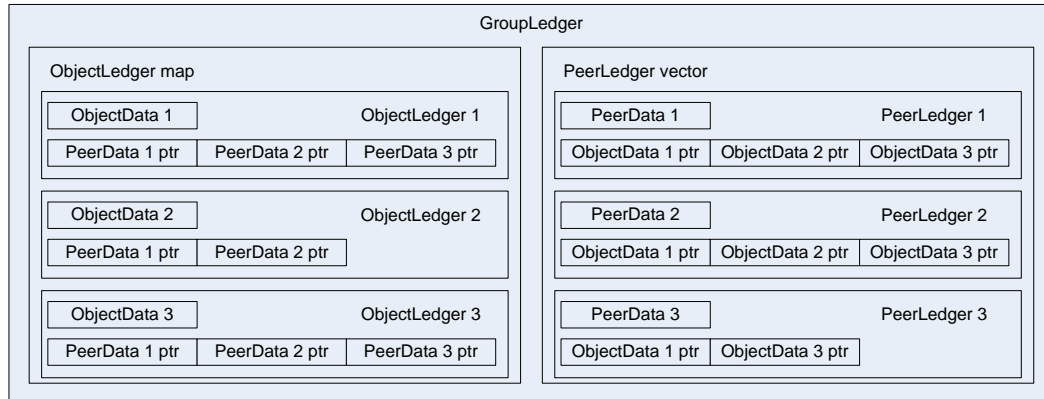 GroupLedger
ObjectLedger map
ObjectData 1 ObjectLedger 1
PeerData 1 ptr PeerData 2 ptr PeerData 3 ptr
ObjectData 2 ObjectLedger 2
PeerData 1 ptr PeerData 2 ptr
ObjectData 3 ObjectLedger 3
PeerData 1 ptr PeerData 2 ptr PeerData 3 ptr
PeerLedger vector
PeerData 1 PeerLedger 1
ObjectData 1 ptr ObjectData 2 ptr ObjectData 3 ptr
PeerData 2 PeerLedger 2
ObjectData 1 ptr ObjectData 2 ptr ObjectData 3 ptr
PeerData 3 PeerLedger 3
ObjectData 1 ptr ObjectData 3 ptr